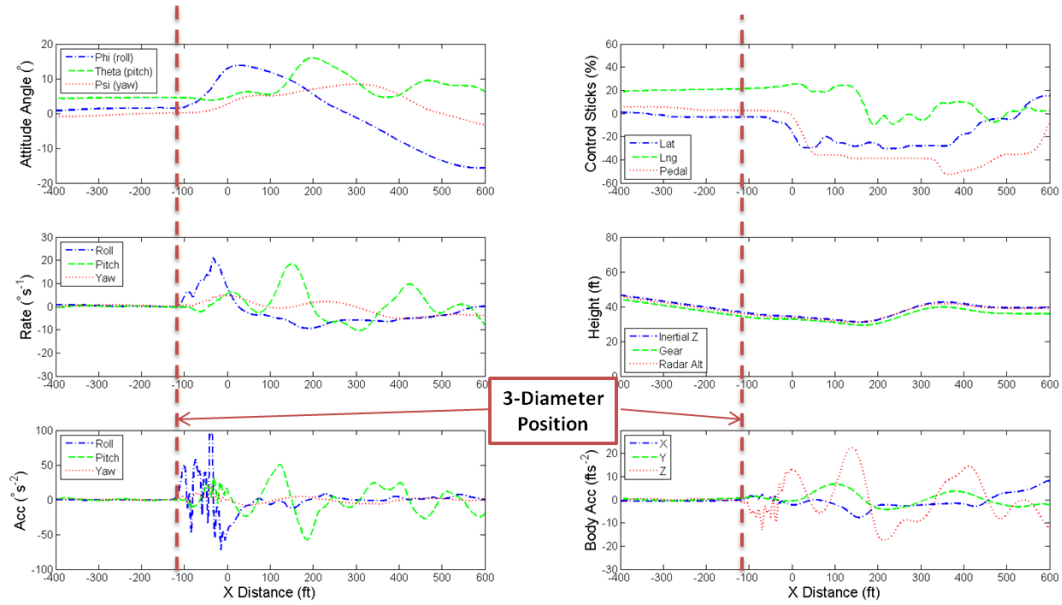 20
10
0
-10
-20
Attitude Angle (°)
Phi (roll)
Theta (pitch)
Psi (yaw)
-400 -300 -200 -100 0 100 200 300 400 500 600
60
40
20
0
-20
-40
-60
Control Sticks (%)
Lat
Lng
Pedal
-400 -300 -200 -100 0 100 200 300 400 500 600
30
20
10
0
-10
-20
-30
Rate (°s-1)
Roll
Pitch
Yaw
-400 -300 -200 -100 0 100 200 300 400 500 600
80
60
40
20
0
Height (ft)
Inertial Z
Gear
Radar Alt
-400 -300 -200 -100 0 100 200 300 400 500 600
3-Diameter
Position
100
50
0
-50
-100
Acc (°s-2)
Roll
Pitch
Yaw
-400 -300 -200 -100 0 100 200 300 400 500 600
X Distance (ft)
30
20
10
0
-10
-20
-30
Body Acc (fts-2)
X
Y
Z
-400 -300 -200 -100 0 100 200 300 400 500 600
X Distance (ft)